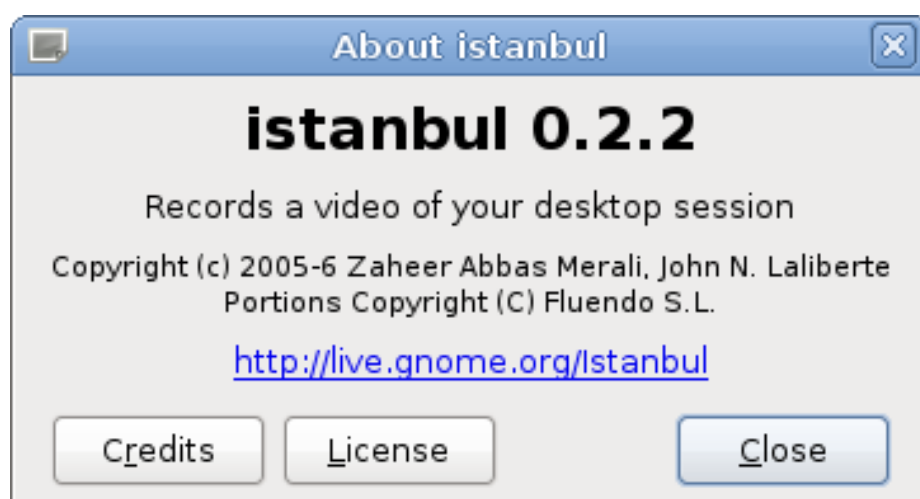 About istanbul
istanbul 0.2.2
Records a video of your desktop session
Copyright (c) 2005-6 Zaheer Abbas Merali, John N. Laliberte
Portions Copyright (C) Fluendo S.L.
http://live.gnome.org/Istanbul
Credits License Close